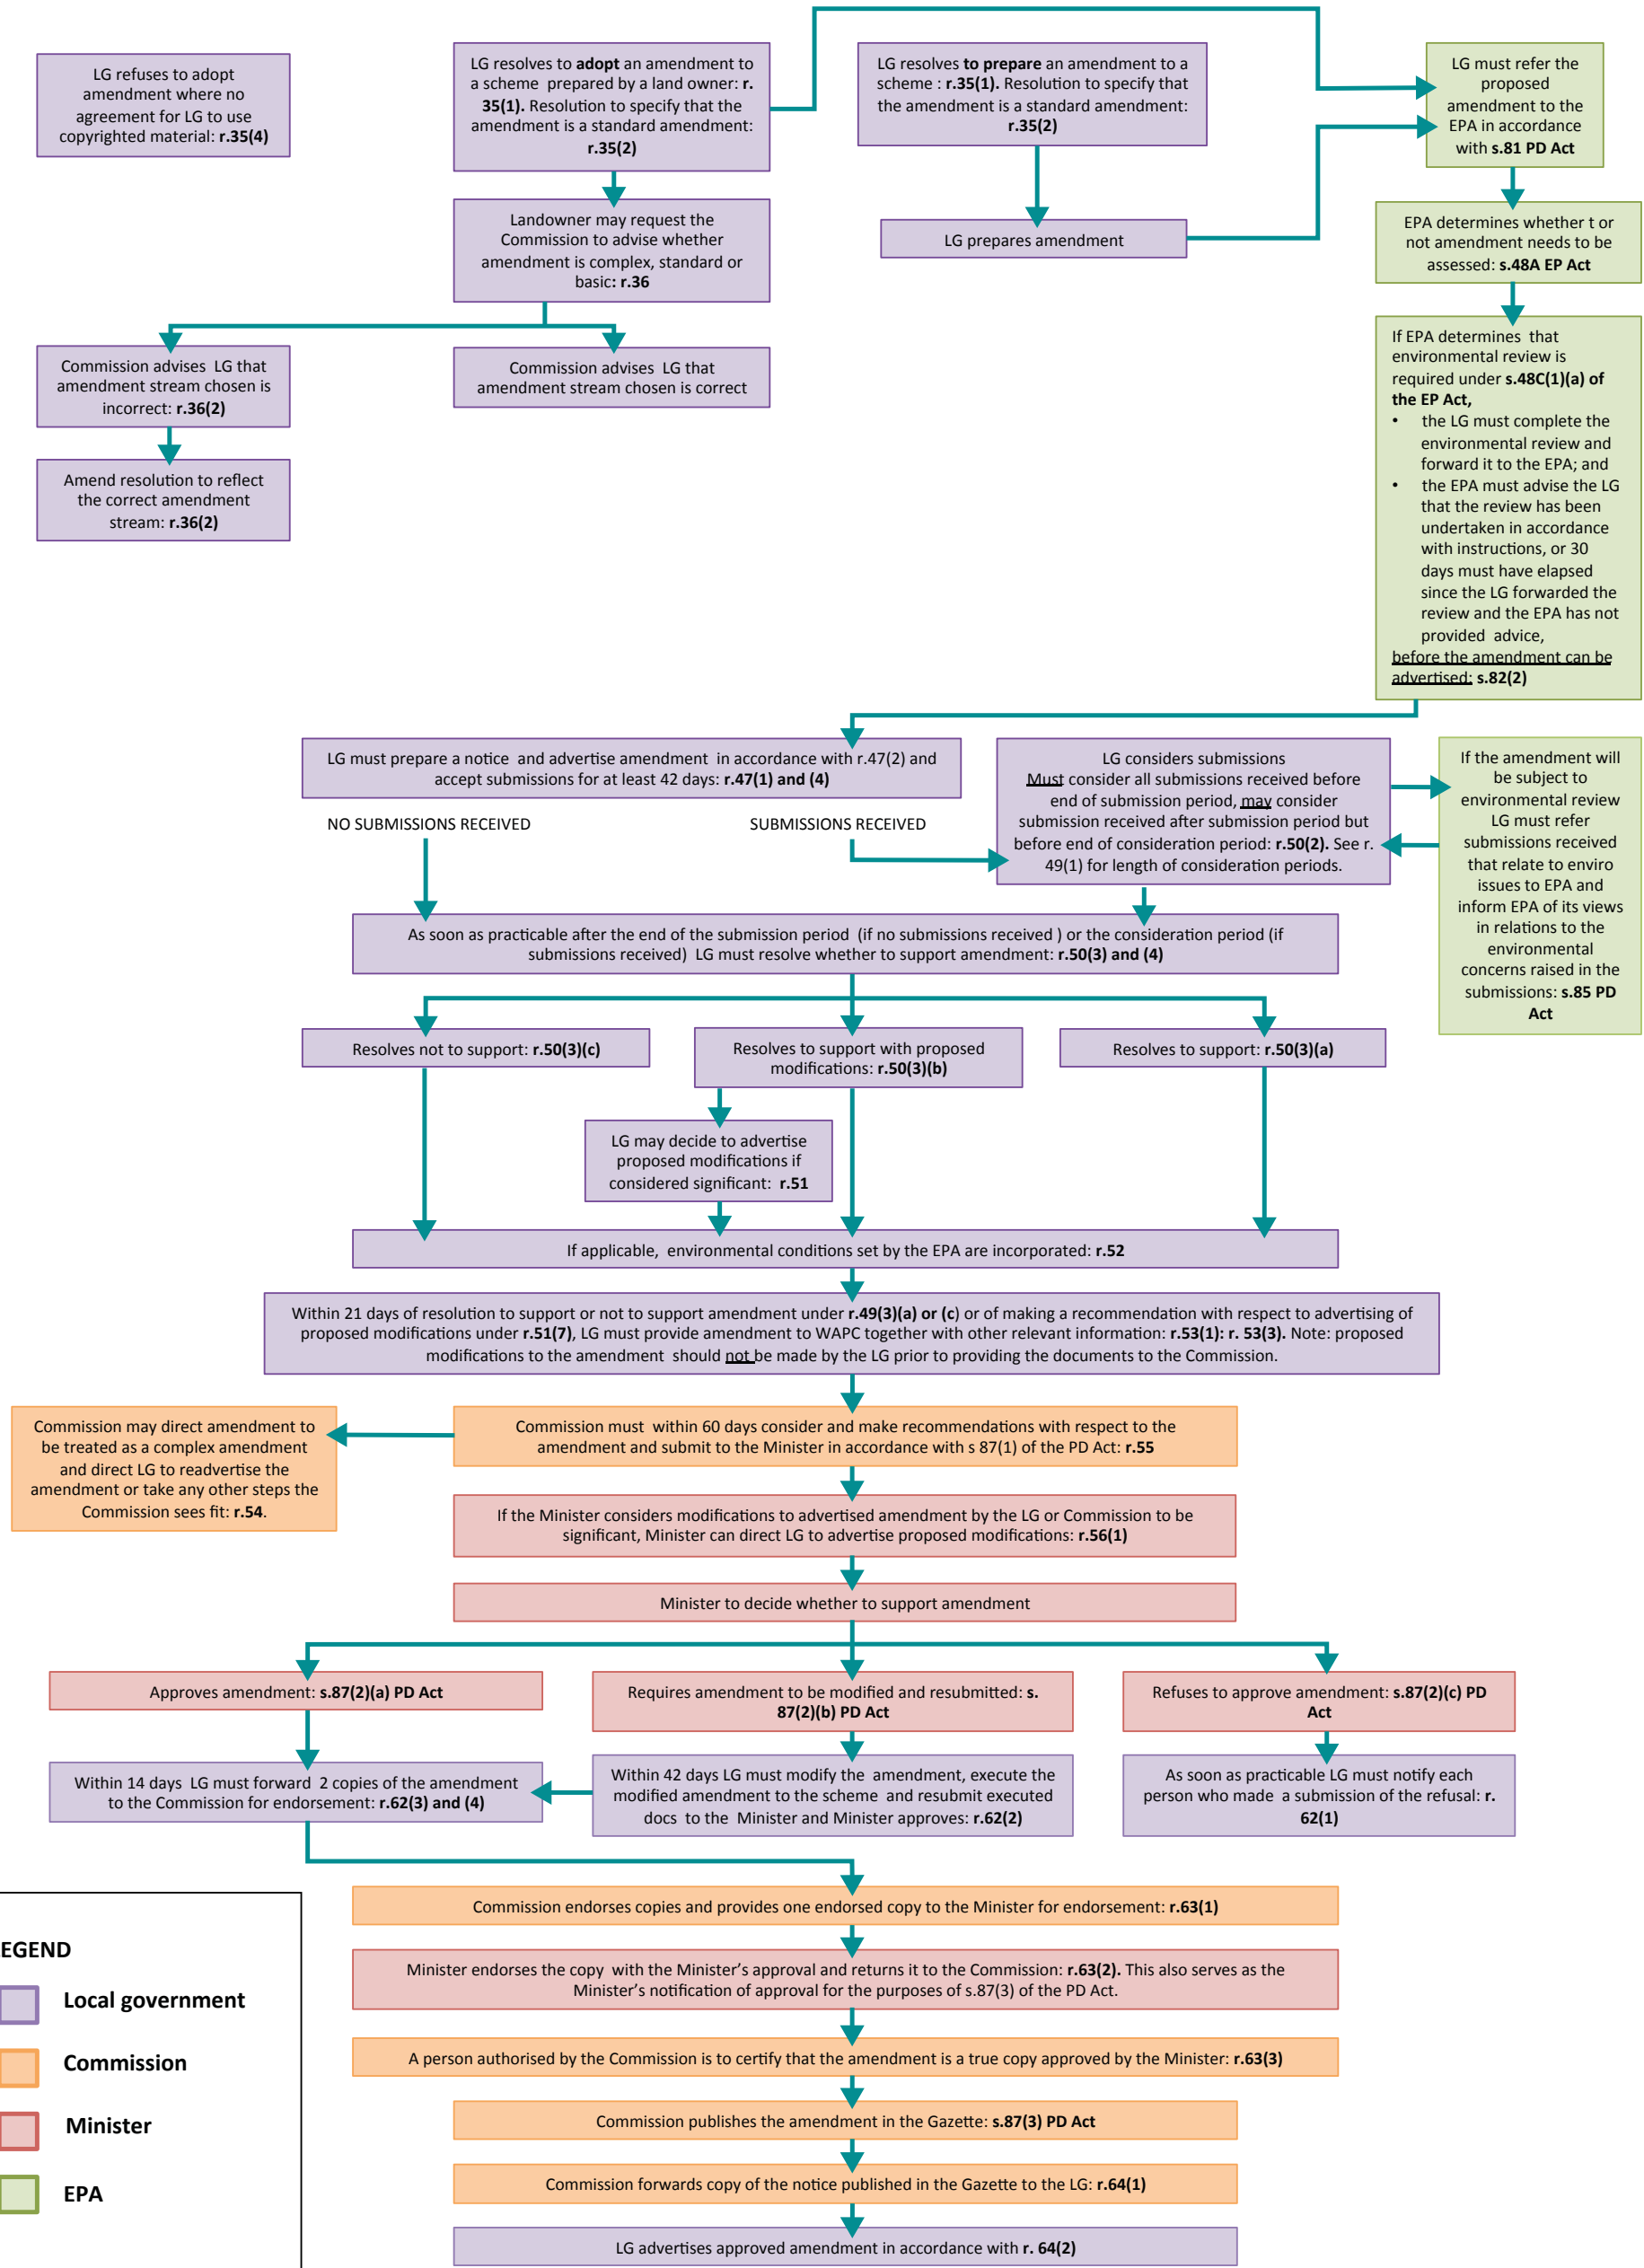 LG refuses to adopt
amendment where no
agreement for LG to use
copyrighted material: r.35(4)
LG resolves to adopt an amendment to
a scheme prepared by a land owner: r.
35(1). Resolution to specify that the
amendment is a standard amendment:
r.35(2)
LG resolves to prepare an amendment to a
scheme : r.35(1). Resolution to specify that
the amendment is a standard amendment:
r.35(2)
LG must refer the
proposed
amendment to the
EPA in accordance
with s.81 PD Act
Landowner may request the
Commission to advise whether
amendment is complex, standard or
basic: r.36
LG prepares amendment
EPA determines whether t or
not amendment needs to be
assessed: s.48A EP Act
Commission advises LG that
amendment stream chosen is
incorrect: r.36(2)
Commission advises LG that
amendment stream chosen is correct
Amend resolution to reflect
the correct amendment
stream: r.36(2)
If EPA determines that
environmental review is
required under s.48C(1)(a) of
the EP Act,
• the LG must complete the
environmental review and
forward it to the EPA; and
• the EPA must advise the LG
that the review has been
undertaken in accordance
with instructions, or 30
days must have elapsed
since the LG forwarded the
review and the EPA has not
provided advice,
before the amendment can be
advertised: s.82(2)
LG must prepare a notice and advertise amendment in accordance with r.47(2) and
accept submissions for at least 42 days: r.47(1) and (4)
NO SUBMISSIONS RECEIVED
SUBMISSIONS RECEIVED
LG considers submissions
Must consider all submissions received before
end of submission period, may consider
submission received after submission period but
before end of consideration period: r.50(2). See r.
49(1) for length of consideration periods.
If the amendment will
be subject to
environmental review
LG must refer
submissions received
that relate to enviro
issues to EPA and
inform EPA of its views
in relations to the
environmental
concerns raised in the
submissions: s.85 PD
Act
As soon as practicable after the end of the submission period (if no submissions received ) or the consideration period (if
submissions received) LG must resolve whether to support amendment: r.50(3) and (4)
Resolves not to support: r.50(3)(c)
Resolves to support with proposed
modifications: r.50(3)(b)
Resolves to support: r.50(3)(a)
LG may decide to advertise
proposed modifications if
considered significant: r.51
If applicable, environmental conditions set by the EPA are incorporated: r.52
Within 21 days of resolution to support or not to support amendment under r.49(3)(a) or (c) or of making a recommendation with respect to advertising of
proposed modifications under r.51(7), LG must provide amendment to WAPC together with other relevant information: r.53(1): r. 53(3). Note: proposed
modifications to the amendment should not be made by the LG prior to providing the documents to the Commission.
Commission may direct amendment to
be treated as a complex amendment
and direct LG to readvertise the
amendment or take any other steps the
Commission sees fit: r.54.
Commission must within 60 days consider and make recommendations with respect to the
amendment and submit to the Minister in accordance with s 87(1) of the PD Act: r.55
If the Minister considers modifications to advertised amendment by the LG or Commission to be
significant, Minister can direct LG to advertise proposed modifications: r.56(1)
Minister to decide whether to support amendment
Approves amendment: s.87(2)(a) PD Act
Requires amendment to be modified and resubmitted: s.
87(2)(b) PD Act
Refuses to approve amendment: s.87(2)(c) PD
Act
Within 14 days LG must forward 2 copies of the amendment
to the Commission for endorsement: r.62(3) and (4)
Within 42 days LG must modify the amendment, execute the
modified amendment to the scheme and resubmit executed
docs to the Minister and Minister approves: r.62(2)
As soon as practicable LG must notify each
person who made a submission of the refusal: r.
62(1)
Commission endorses copies and provides one endorsed copy to the Minister for endorsement: r.63(1)
Minister endorses the copy with the Minister’s approval and returns it to the Commission: r.63(2). This also serves as the
Minister’s notification of approval for the purposes of s.87(3) of the PD Act.
A person authorised by the Commission is to certify that the amendment is a true copy approved by the Minister: r.63(3)
Commission publishes the amendment in the Gazette: s.87(3) PD Act
Commission forwards copy of the notice published in the Gazette to the LG: r.64(1)
LG advertises approved amendment in accordance with r. 64(2)
EGEND
Local government
Commission
Minister
EPA